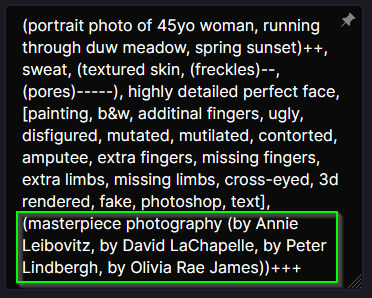 (portrait photo of 45yo woman, running
through duw meadow, spring sunset)++,
sweat, (textured skin, (freckles)--,
(pores)-----), highly detailed perfect face,
[painting, b&w, additinal fingers, ugly,
disfigured, mutated, mutilated, contorted,
amputee, extra fingers, missing fingers,
extra limbs, missing limbs, cross-eyed, 3d
rendered, fake, photoshop, text],
(masterpiece photography (by Annie
Leibovitz, by David LaChapelle, by Peter
Lindbergh, by Olivia Rae James))+++